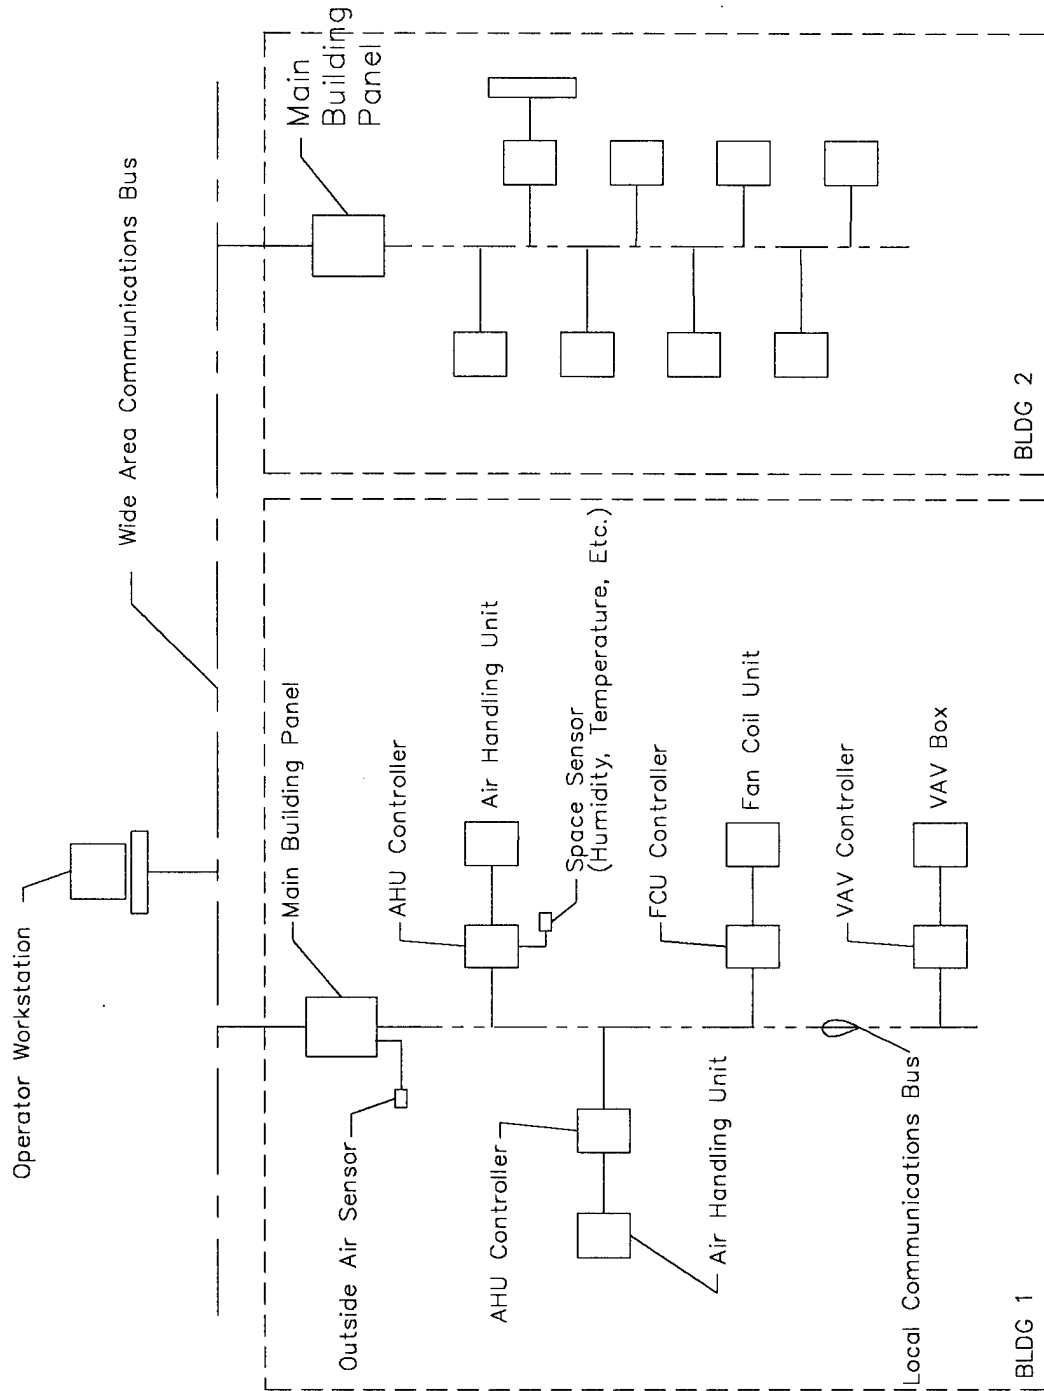 Operator Workstation
Wide Area Communications Bus
Main Building Panel
Main
Building
Panel
Outside Air Sensor
AHU Controller
Air Handling Unit
Space Sensor
(Humidity, Temperature, Etc.)
AHU Controller
Air Handling Unit
FCU Controller
Fan Coil Unit
VAV Controller
VAV Box
Local Communications Bus
BLDG 1
BLDG 2